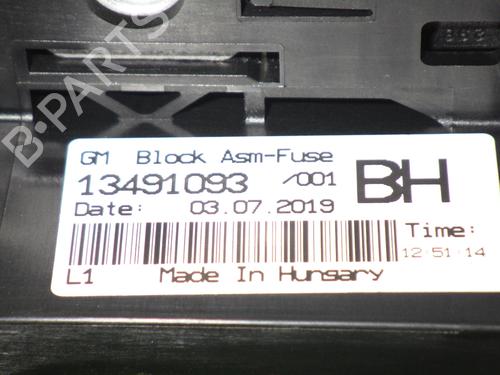 GM Block Asm-Fuse
13491093 /001 BH
Date: 03.07.2019
Time:
12:51:14
L1 Made In Hungary
B-PARTS